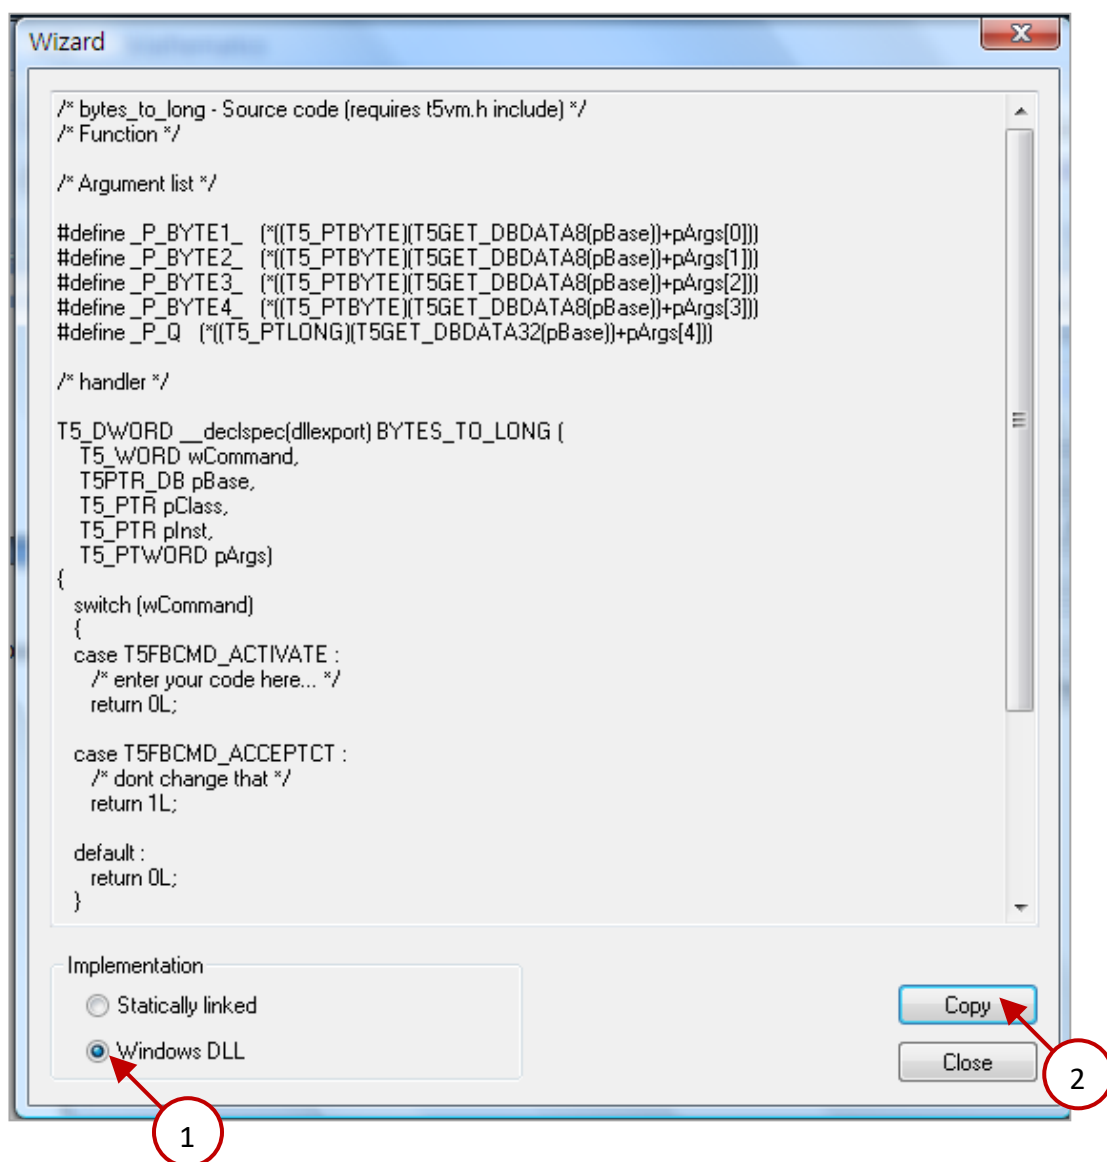 Wizard
/* bytes_to_long - Source code (requires t5vm.h include) */
/* Function */
/* Argument list */
#define _P_BYTE1_ (*((T5_PTBYTE)(T5GET_DBDATA8(pBase))+pArgs[0]))
#define _P_BYTE2_ (*((T5_PTBYTE)(T5GET_DBDATA8(pBase))+pArgs[1]))
#define _P_BYTE3_ (*((T5_PTBYTE)(T5GET_DBDATA8(pBase))+pArgs[2]))
#define _P_BYTE4_ (*((T5_PTBYTE)(T5GET_DBDATA8(pBase))+pArgs[3]))
#define _P_Q (*((T5_PTLONG)(T5GET_DBDATA32(pBase))+pArgs[4]))
/* handler */
T5_DWORD __declspec(dllexport) BYTES_TO_LONG (
T5_WORD wCommand,
T5PTR_DB pBase,
T5_PTR pClass,
T5_PTR pInst,
T5_PTWORD pArgs)
{
switch (wCommand)
{
case T5FBCMD_ACTIVATE :
/* enter your code here... */
return 0L;
case T5FBCMD_ACCEPTCT :
/* dont change that */
return 1L;
default :
return 0L;
}
Implementation
Statically linked
Windows DLL
Copy
Close
1
2